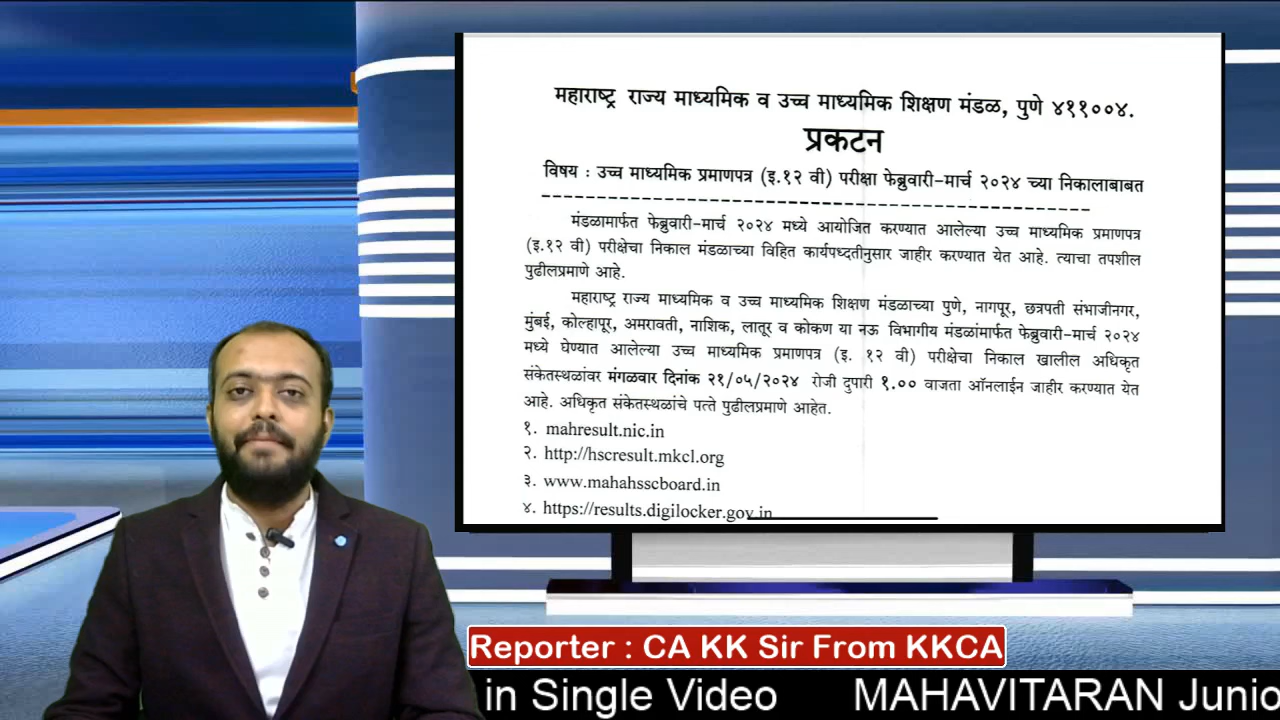 महाराष्ट्र राज्य माध्यमिक व उच्च माध्यमिक शिक्षण मंडळ, पुणे ४११००४.
प्रकटन
विषय : उच्च माध्यमिक प्रमाणपत्र (इ.१२ वी) परीक्षा फेब्रुवारी-मार्च २०२४ च्या निकालाबाबत
मंडळामार्फत फेब्रुवारी-मार्च २०२४ मध्ये आयोजित करण्यात आलेल्या उच्च माध्यमिक प्रमाणपत्र
(इ.१२ वी) परीक्षेचा निकाल मंडळाच्या विहित कार्यपध्दतीनुसार जाहीर करण्यात येत आहे. त्याचा तपशील
पुढीलप्रमाणे आहे.
महाराष्ट्र राज्य माध्यमिक व उच्च माध्यमिक शिक्षण मंडळाच्या पुणे, नागपूर, छत्रपती संभाजीनगर,
मुंबई, कोल्हापूर, अमरावती, नाशिक, लातूर व कोकण या नऊ विभागीय मंडळांमार्फत फेब्रुवारी-मार्च २०२४
मध्ये घेण्यात आलेल्या उच्च माध्यमिक प्रमाणपत्र (इ. १२ वी) परीक्षेचा निकाल खालील अधिकृत
संकेतस्थळांवर मंगळवार दिनांक २१/०५/२०२४ रोजी दुपारी १.०० वाजता ऑनलाईन जाहीर करण्यात येत
आहे. अधिकृत संकेतस्थळांचे पत्ते पुढीलप्रमाणे आहेत.
१. mahresult.nic.in
२. http://hscresult.mkcl.org
३. www.mahahsscboard.in
४. https://results.digilocker.gov.in
Reporter : CA KK Sir From KKCA
in Single Video MAHAVITARAN Junio